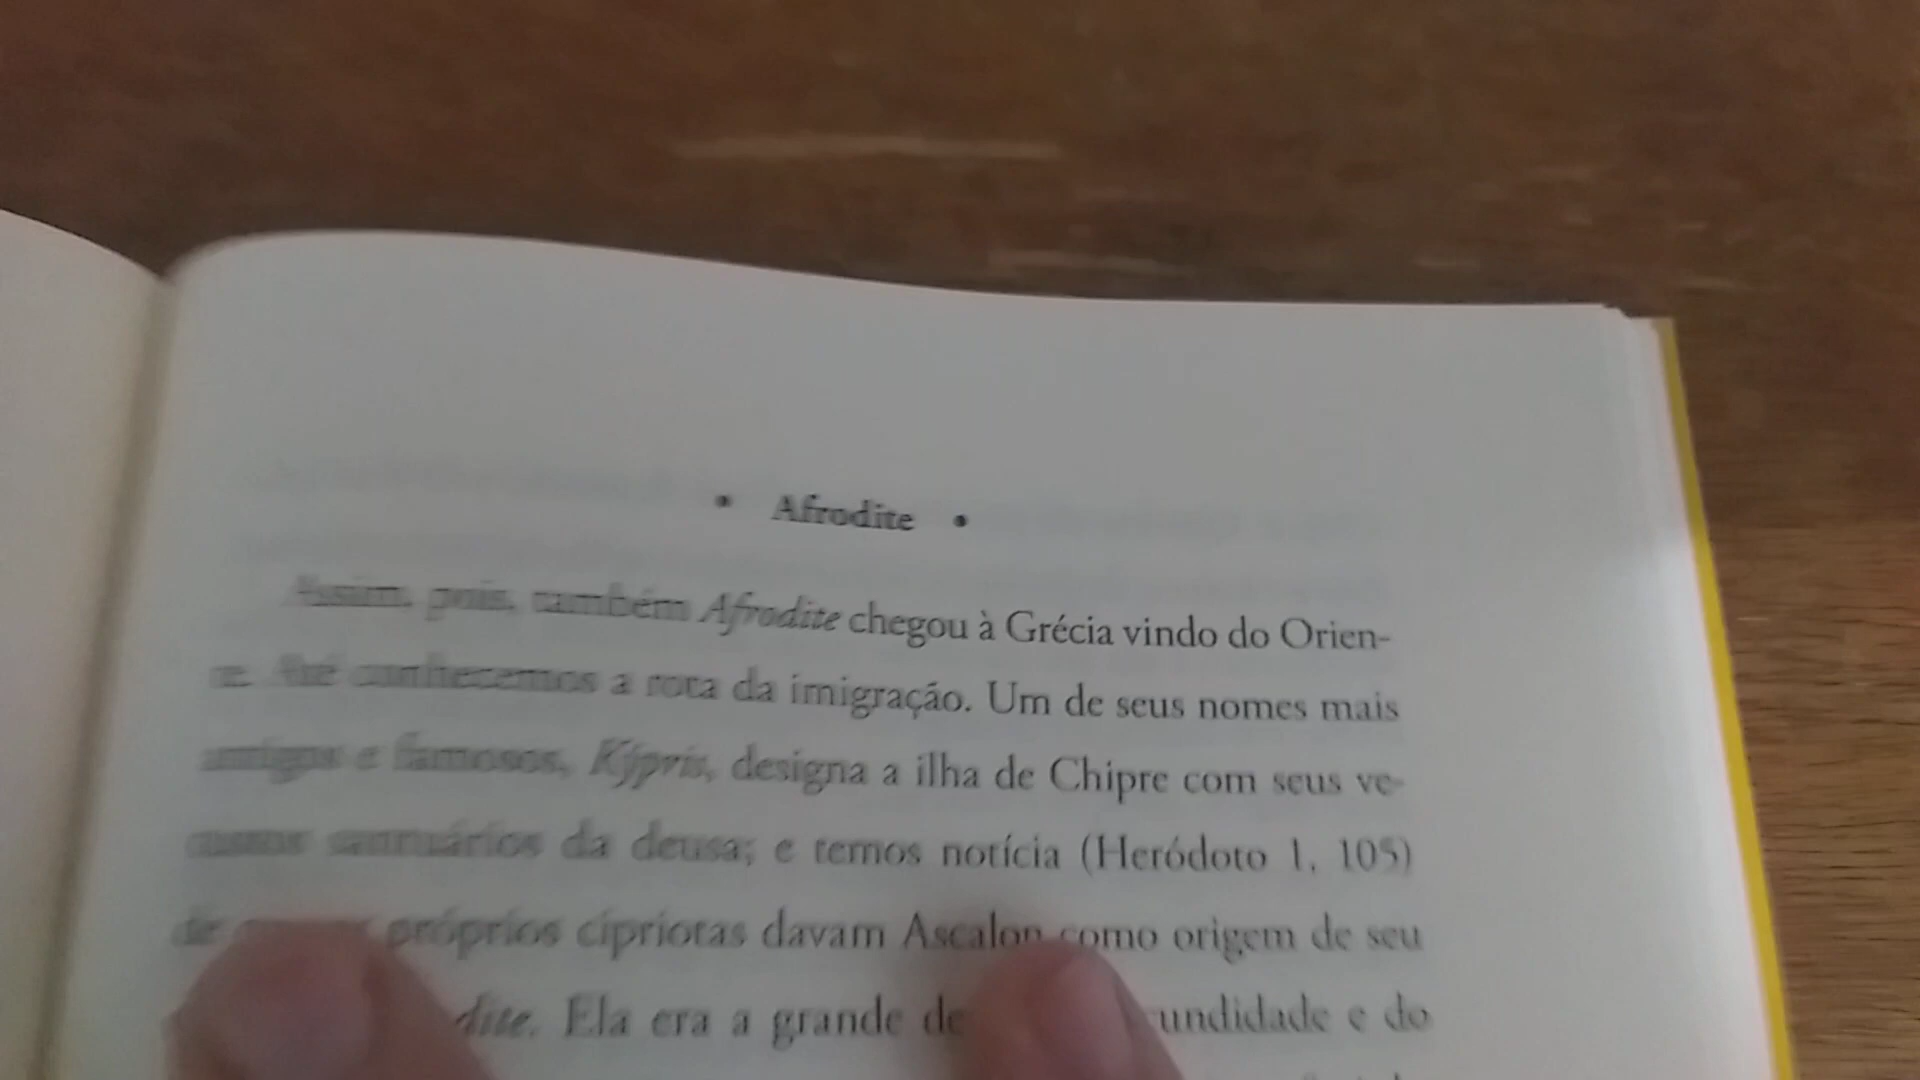 • Afrodite •
Assim, pois, também Afrodite chegou à Grécia vindo do Orien-
te. Até conhecemos a rota da imigração. Um de seus nomes mais
antigos e famosos, Kýpris, designa a ilha de Chipre com seus ve-
santuários da deusa; e temos notícia (Heródoto 1, 105)
de próprios cipriotas davam Ascalon como origem de seu
dite. Ela era a grande de undidade e do